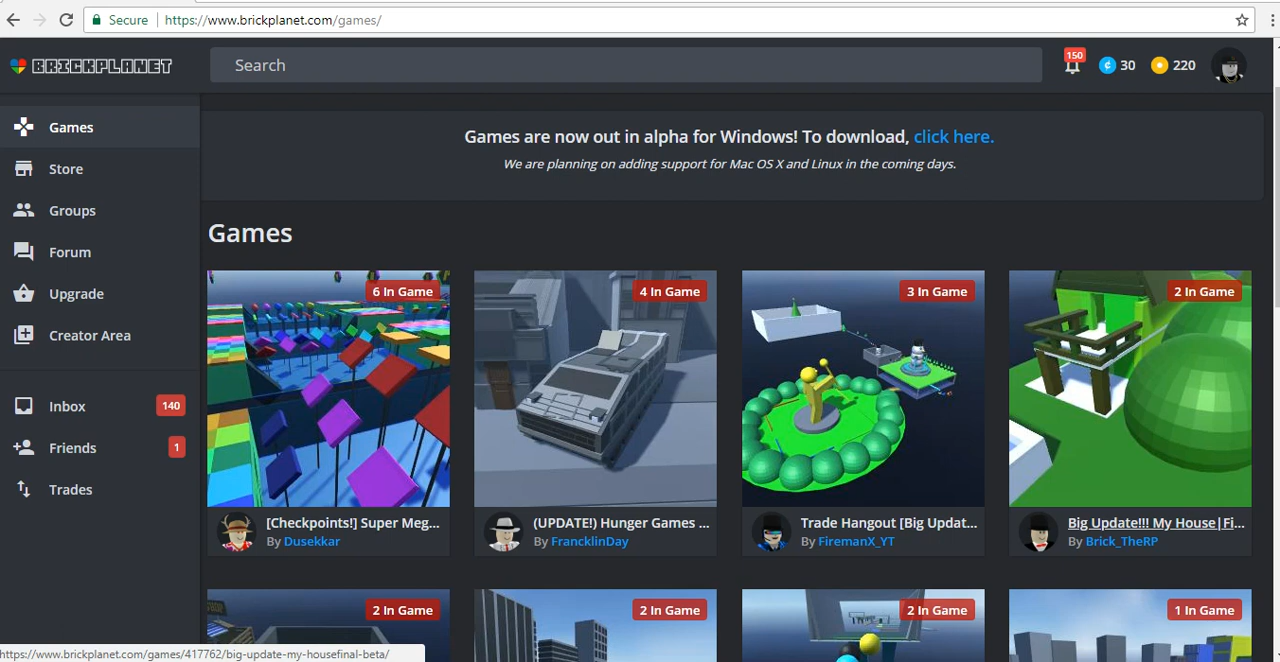 Secure | https://www.brickplanet.com/games/
BRICKPLANET
Search
150
¢ 30
220
Games
Store
Groups
Forum
Upgrade
Creator Area
Inbox 140
Friends 1
Trades
Games are now out in alpha for Windows! To download, click here.
We are planning on adding support for Mac OS X and Linux in the coming days.
Games
6 In Game
4 In Game
3 In Game
2 In Game
[Checkpoints!] Super Meg...
By Dusekkar
(UPDATE!) Hunger Games ...
By FrancklinDay
Trade Hangout [Big Updat...
By FiremanX_YT
Big Update!!! My House|Fi...
By Brick_TheRP
2 In Game
2 In Game
2 In Game
1 In Game
https://www.brickplanet.com/games/417762/big-update-my-housefinal-beta/